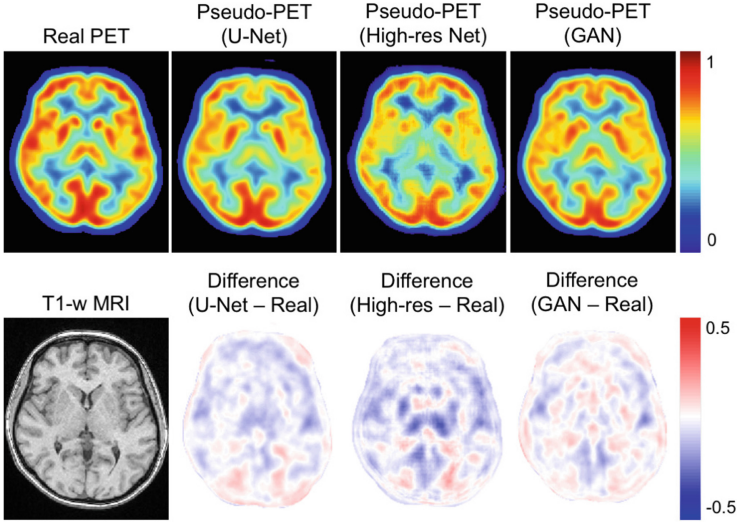 Real PET
Pseudo-PET
(U-Net)
Pseudo-PET
(High-res Net)
Pseudo-PET
(GAN)
1
0
T1-w MRI
Difference
(U-Net – Real)
Difference
(High-res – Real)
Difference
(GAN – Real)
0.5
-0.5